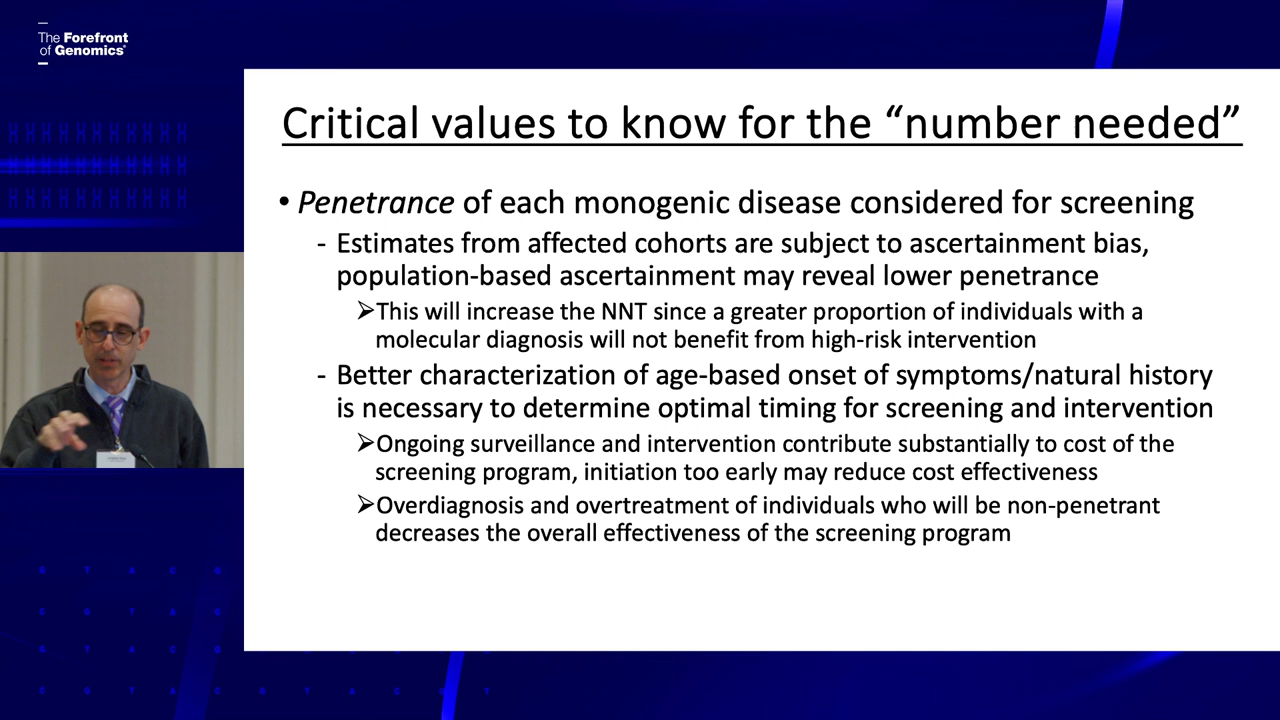 The Forefront
of Genomics®
Critical values to know for the “number needed”
• Penetrance of each monogenic disease considered for screening
- Estimates from affected cohorts are subject to ascertainment bias,
population-based ascertainment may reveal lower penetrance
➢This will increase the NNT since a greater proportion of individuals with a
molecular diagnosis will not benefit from high-risk intervention
- Better characterization of age-based onset of symptoms/natural history
is necessary to determine optimal timing for screening and intervention
➢Ongoing surveillance and intervention contribute substantially to cost of the
screening program, initiation too early may reduce cost effectiveness
➢Overdiagnosis and overtreatment of individuals who will be non-penetrant
decreases the overall effectiveness of the screening program